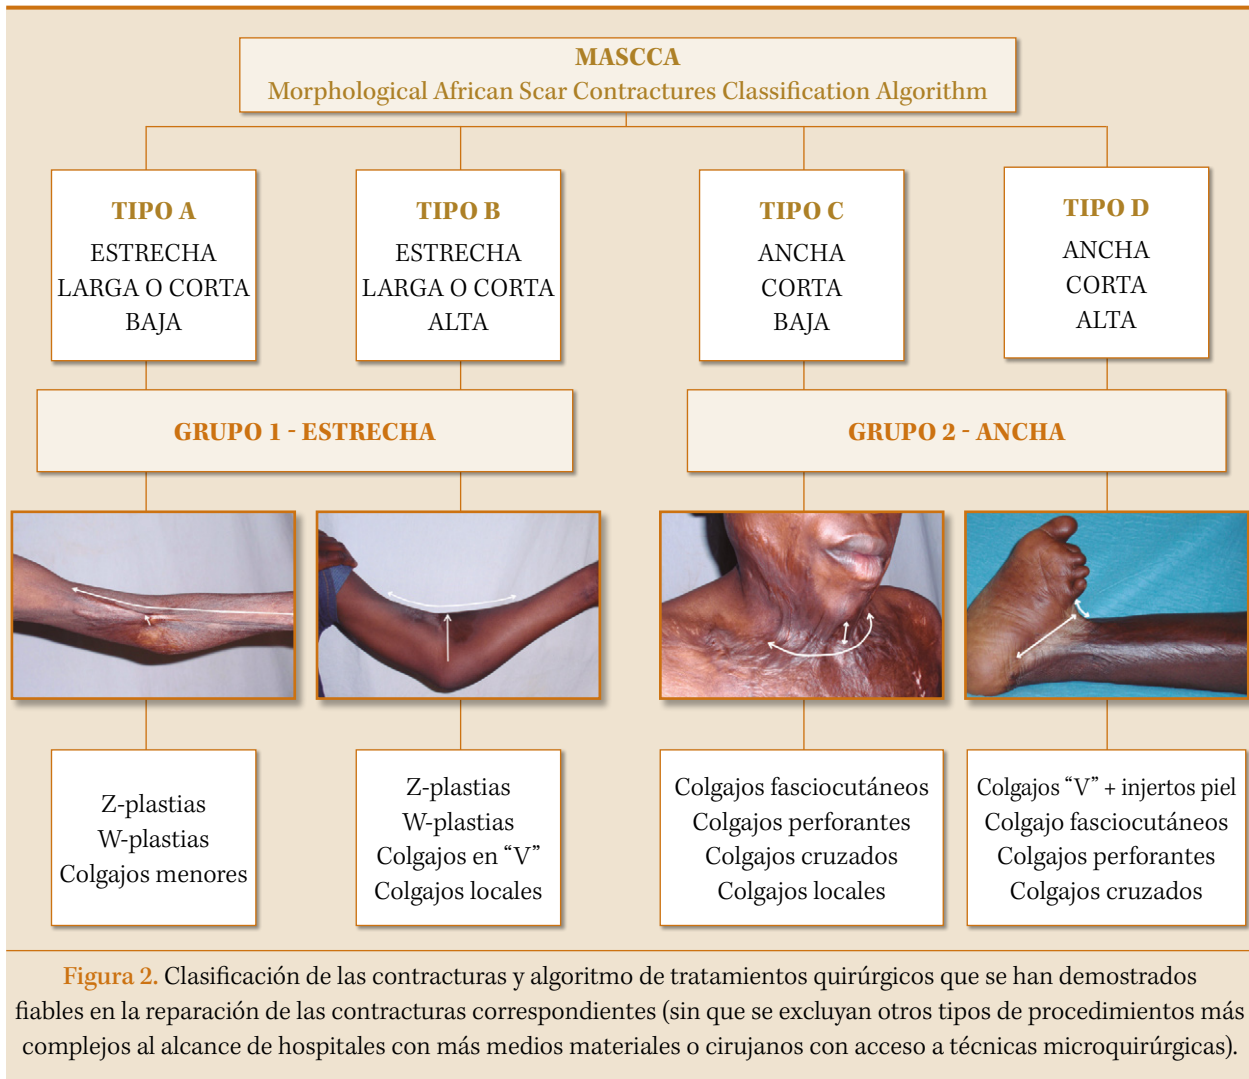 MASCCA
Morphological African Scar Contractures Classification Algorithm
TIPO A
ESTRECHA
LARGA O CORTA
BAJA
TIPO B
ESTRECHA
LARGA O CORTA
ALTA
TIPO C
ANCHA
CORTA
BAJA
TIPO D
ANCHA
CORTA
ALTA
GRUPO 1 - ESTRECHA
GRUPO 2 - ANCHA
Z-plastias
W-plastias
Colgajos menores
Z-plastias
W-plastias
Colgajos en “V”
Colgajos locales
Colgajos fasciocutáneos
Colgajos perforantes
Colgajos cruzados
Colgajos locales
Colgajos “V” + injertos piel
Colgajo fasciocutáneos
Colgajos perforantes
Colgajos cruzados
Figura 2. Clasificación de las contracturas y algoritmo de tratamientos quirúrgicos que se han demostrados
fiables en la reparación de las contracturas correspondientes (sin que se excluyan otros tipos de procedimientos más
complejos al alcance de hospitales con más medios materiales o cirujanos con acceso a técnicas microquirúrgicas).